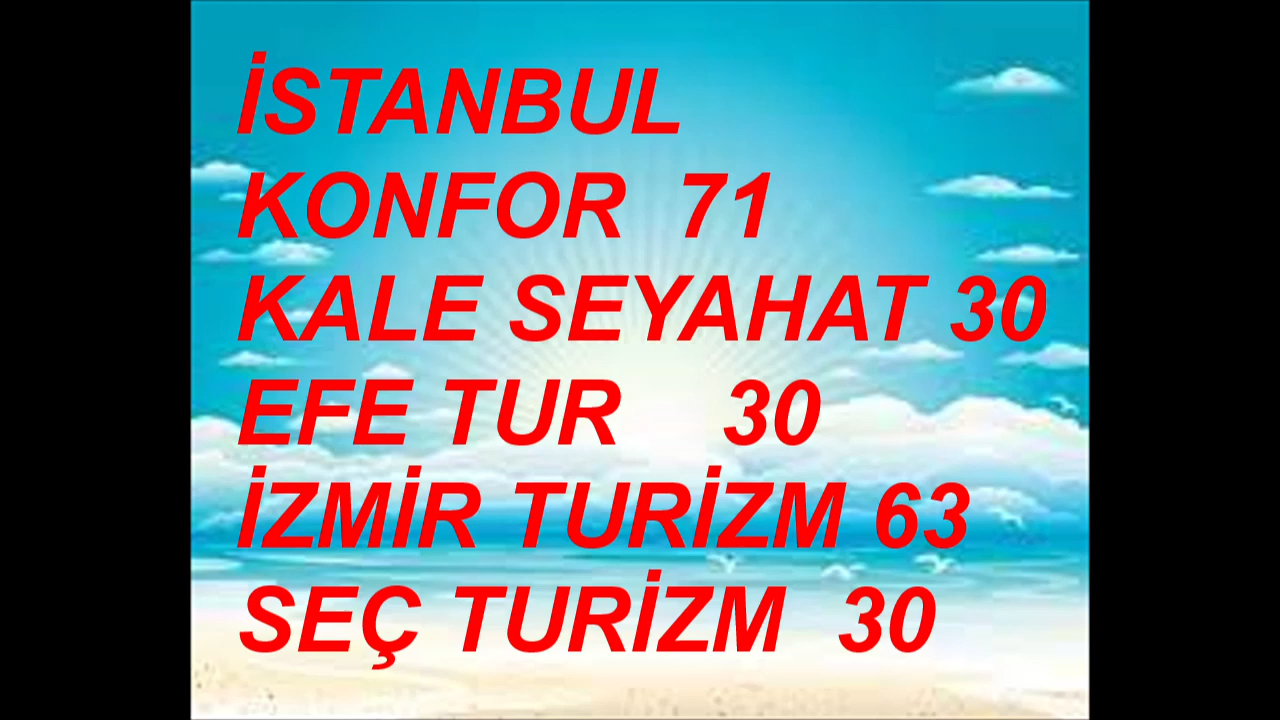 İSTANBUL
KONFOR 71
KALE SEYAHAT 30
EFE TUR 30
İZMİR TURİZM 63
SEÇ TURİZM 30